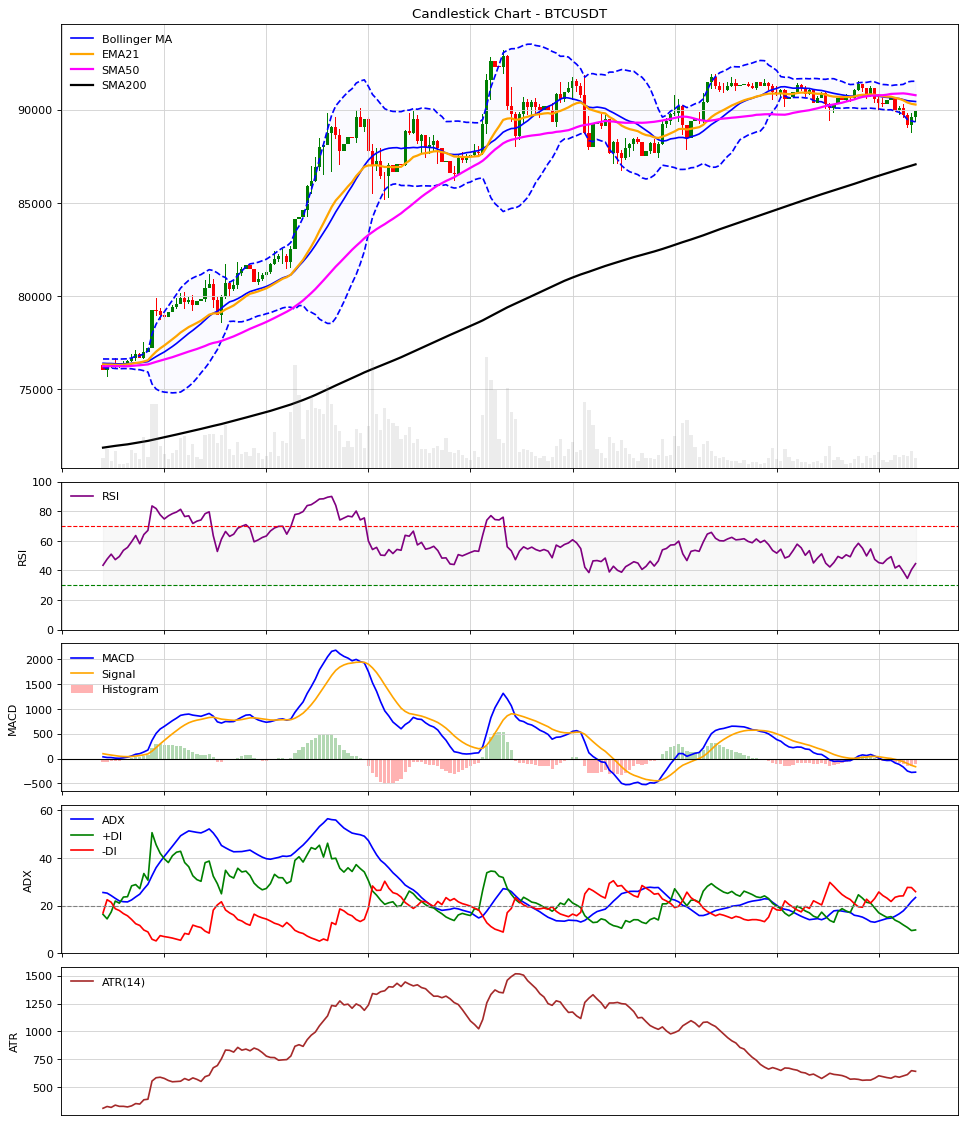 Candlestick Chart - BTCUSDT
Bollinger MA
EMA21
SMA50
SMA200
90000
85000
80000
75000
RSI
100
80
60
40
20
0
RSI
MACD
Signal
Histogram
2000
1500
1000
500
0
−500
MACD
ADX
+DI
-DI
60
40
20
0
ADX
ATR(14)
1500
1250
1000
750
500
ATR